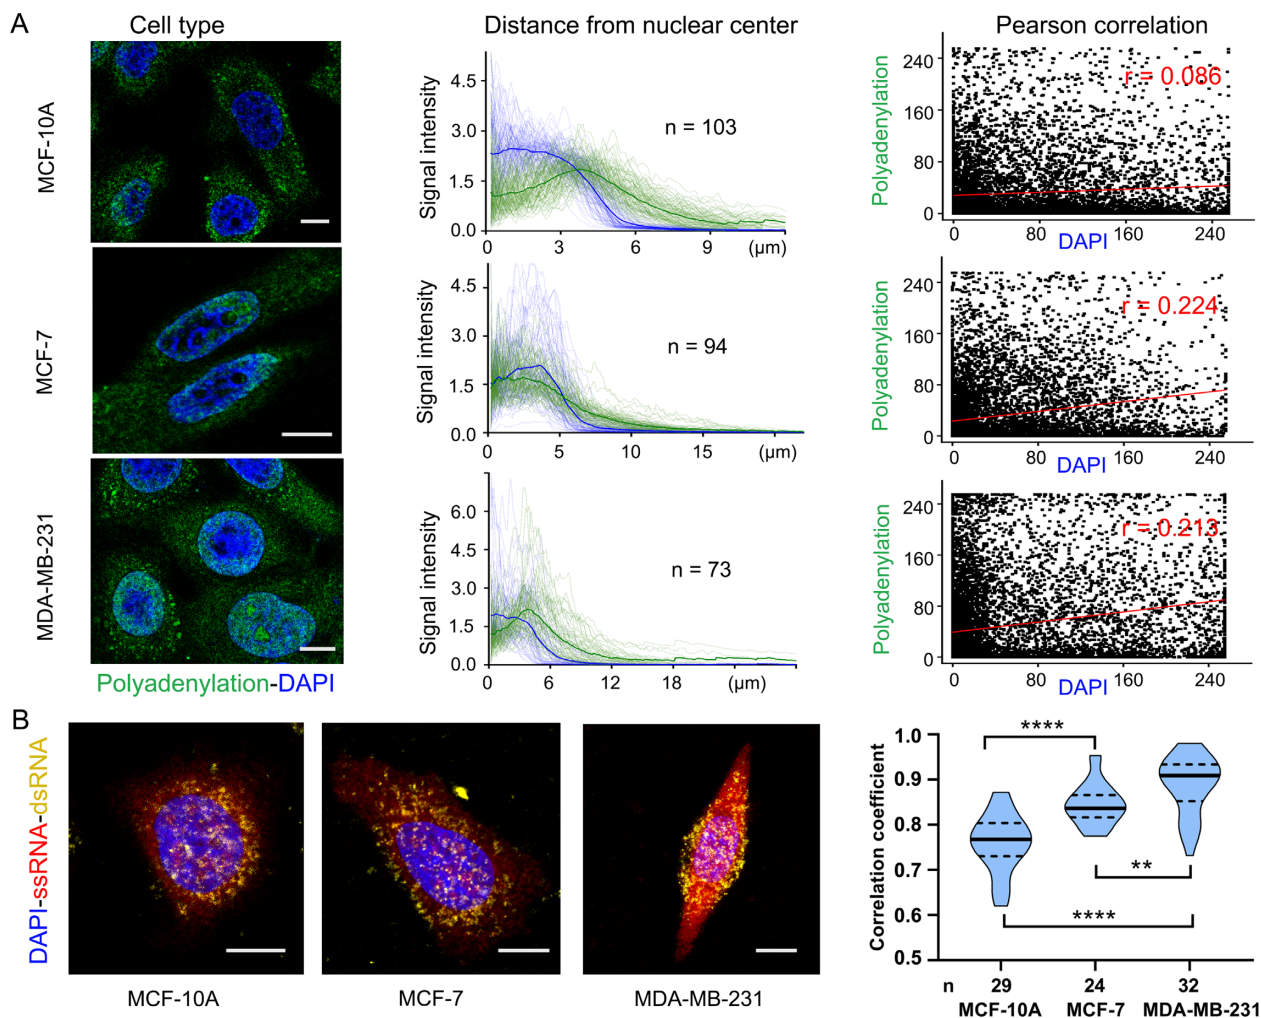 A
Cell type
Distance from nuclear center
Pearson correlation
MCF-10A
Signal intensity
4.5
3.0
1.5
0.0
n = 103
0 3 6 9 (μm)
Polyadenylation
240
160
80
0
r = 0.086
0 80 160 240
DAPI
MCF-7
Signal intensity
4.5
3.0
1.5
0.0
n = 94
0 5 10 15 (μm)
Polyadenylation
240
160
80
0
r = 0.224
0 80 160 240
DAPI
MDA-MB-231
Signal intensity
6.0
4.5
3.0
1.5
0.0
n = 73
0 6 12 18 (μm)
Polyadenylation
240
160
80
0
r = 0.213
0 80 160 240
DAPI
Polyadenylation-DAPI
B
DAPI-ssRNA-dsRNA
MCF-10A
MCF-7
MDA-MB-231
Correlation coefficient
1.0
0.9
0.8
0.7
0.6
0.5
****
**
****
n 29 24 32
MCF-10A MCF-7 MDA-MB-231